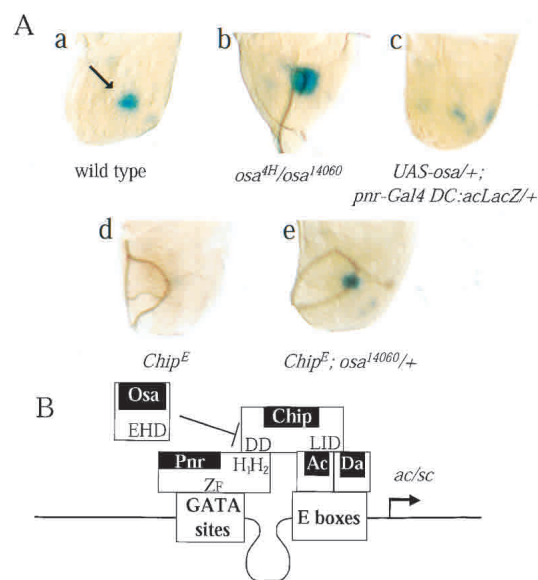 A
a
b
c
wild type
osa4H/osa14060
UAS-osa/+;
pnr-Gal4 DC:acLacZ/+
d
e
ChipE
ChipE; osa14060/+
B
Osa
EHD
Chip
DD
LID
Pnr
H1H2
Ac
Da
ac/sc
ZF
GATA
sites
E boxes